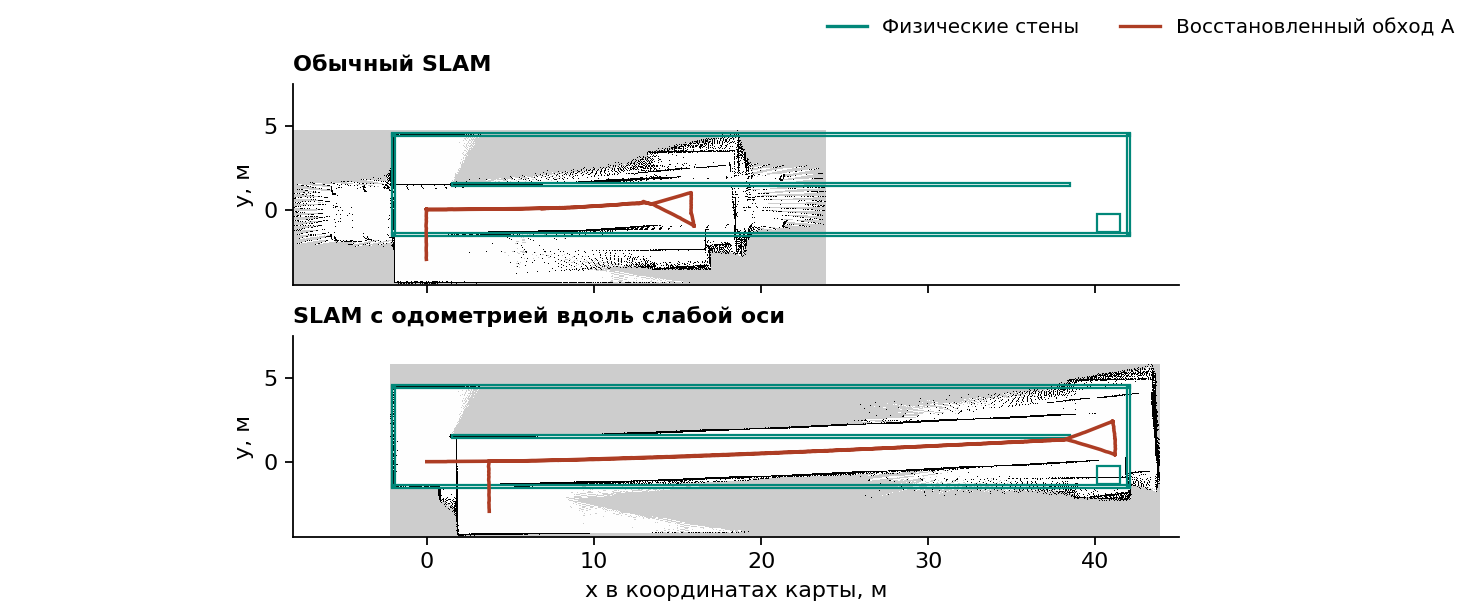 Физические стены
Восстановленный обход A
Обычный SLAM
5
0
y, м
SLAM с одометрией вдоль слабой оси
5
0
y, м
0 10 20 30 40
x в координатах карты, м